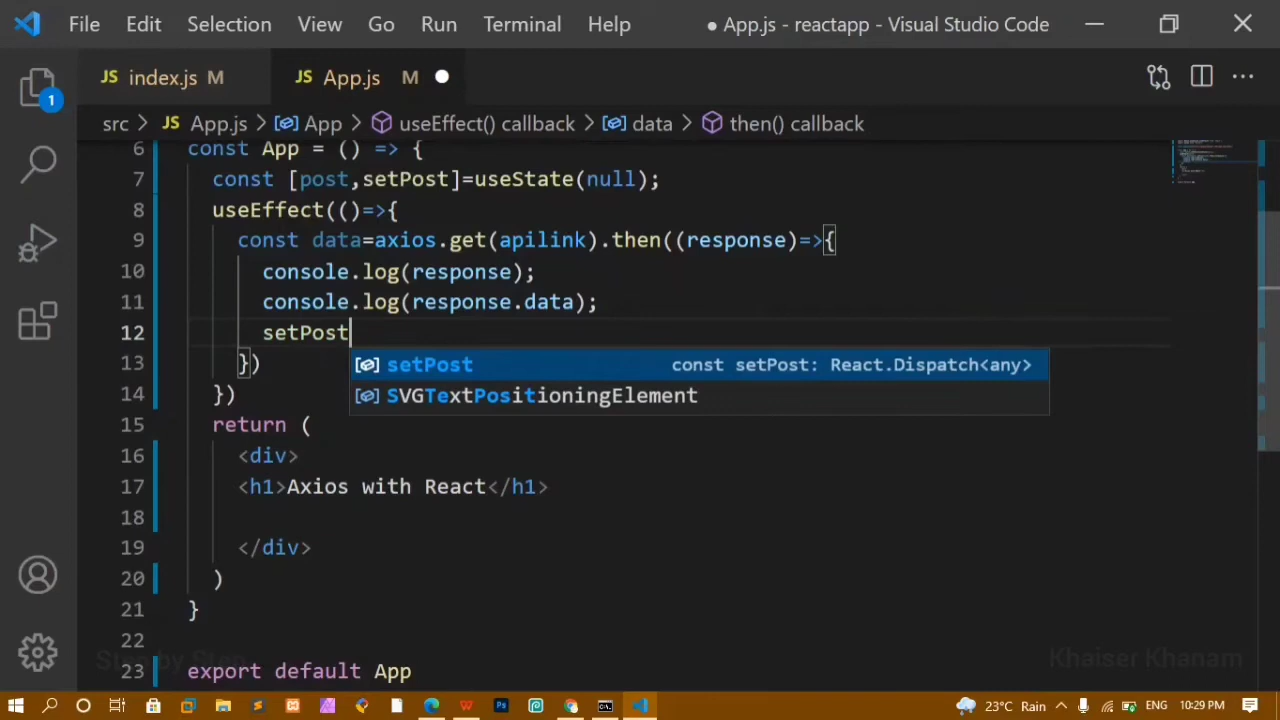 File Edit Selection View Go Run Terminal Help ● App.js - reactapp - Visual Studio Code
JS index.js M JS App.js M
1
src > JS App.js > App > useEffect() callback > data > then() callback
6 const App = () => {
7 const [post,setPost]=useState(null);
8 useEffect(()=>{
9 const data=axios.get(apilink).then((response)=>{
10 console.log(response);
11 console.log(response.data);
12 setPost
setPost const setPost: React.Dispatch<any>
SVGTextPositioningElement
13 })
14 })
15 return (
16 <div>
17 <h1>Axios with React</h1>
18
19 </div>
20 )
21 }
22
Step by Step Khaiser Khanam
23 export default App
23°C Rain ENG 10:29 PM